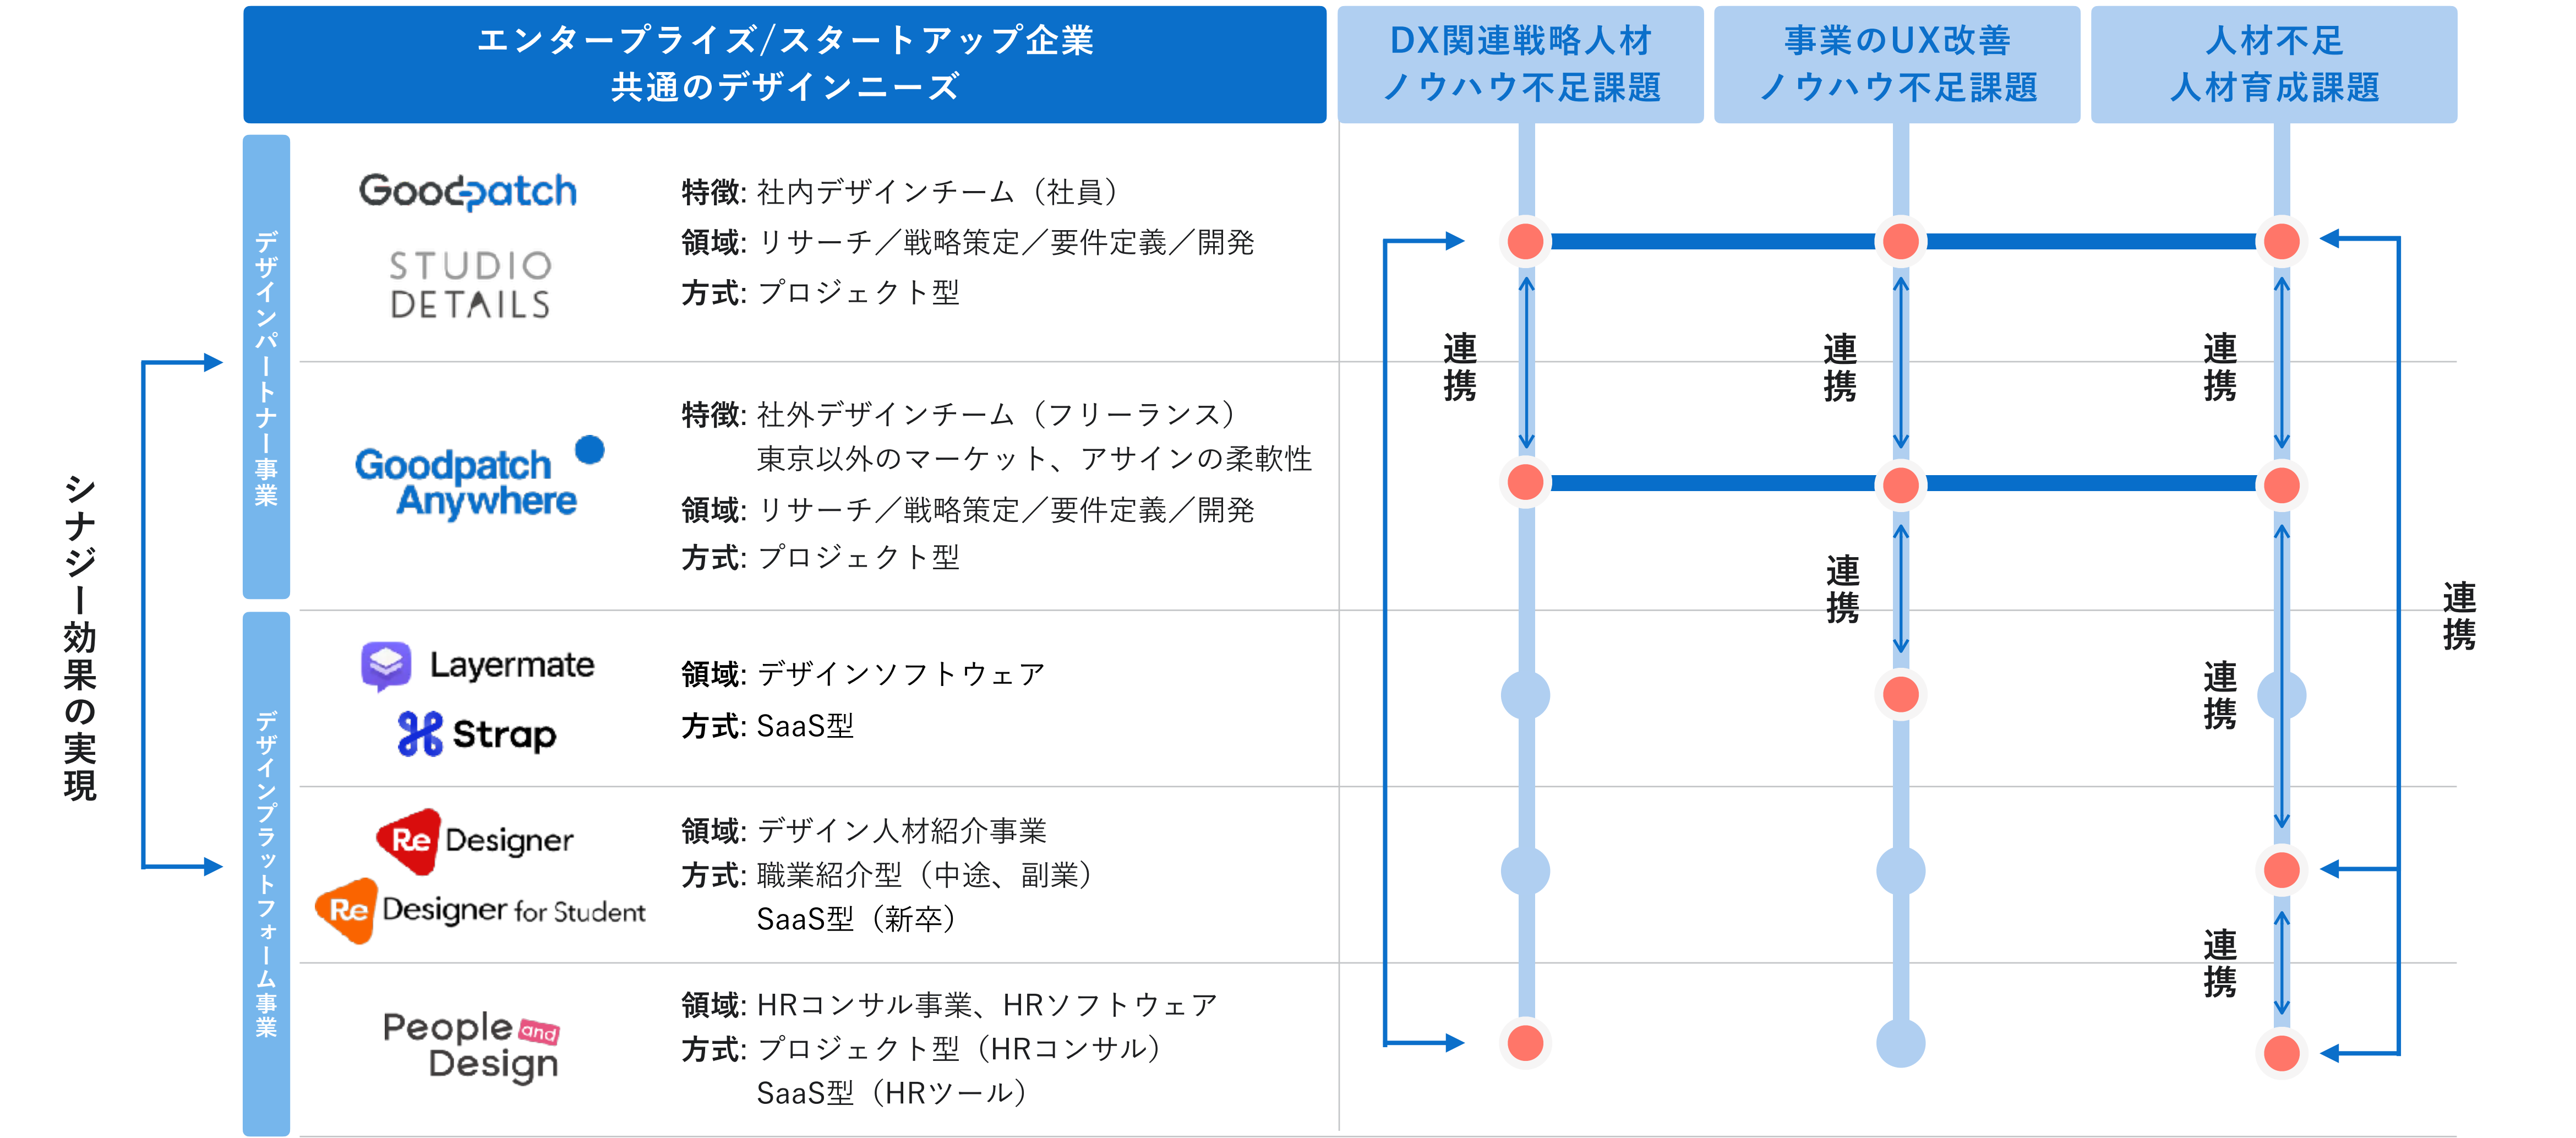 エンタープライズ/スタートアップ企業
共通のデザインニーズ
DX関連戦略人材
ノウハウ不足課題
事業のUX改善
ノウハウ不足課題
人材不足
人材育成課題
シナジー効果の実現
デザインパートナー事業
Goodpatch
STUDIO
DETAILS
特徴: 社内デザインチーム（社員）
領域: リサーチ／戦略策定／要件定義／開発
方式: プロジェクト型
連携
連携
連携
Goodpatch
Anywhere
特徴: 社外デザインチーム（フリーランス）
東京以外のマーケット、アサインの柔軟性
領域: リサーチ／戦略策定／要件定義／開発
方式: プロジェクト型
連携
連携
デザインプラットフォーム事業
Layermate
Strap
領域: デザインソフトウェア
方式: SaaS型
連携
Re Designer
Re Designer for Student
領域: デザイン人材紹介事業
方式: 職業紹介型（中途、副業）
SaaS型（新卒）
連携
People and
Design
領域: HRコンサル事業、HRソフトウェア
方式: プロジェクト型（HRコンサル）
SaaS型（HRツール）